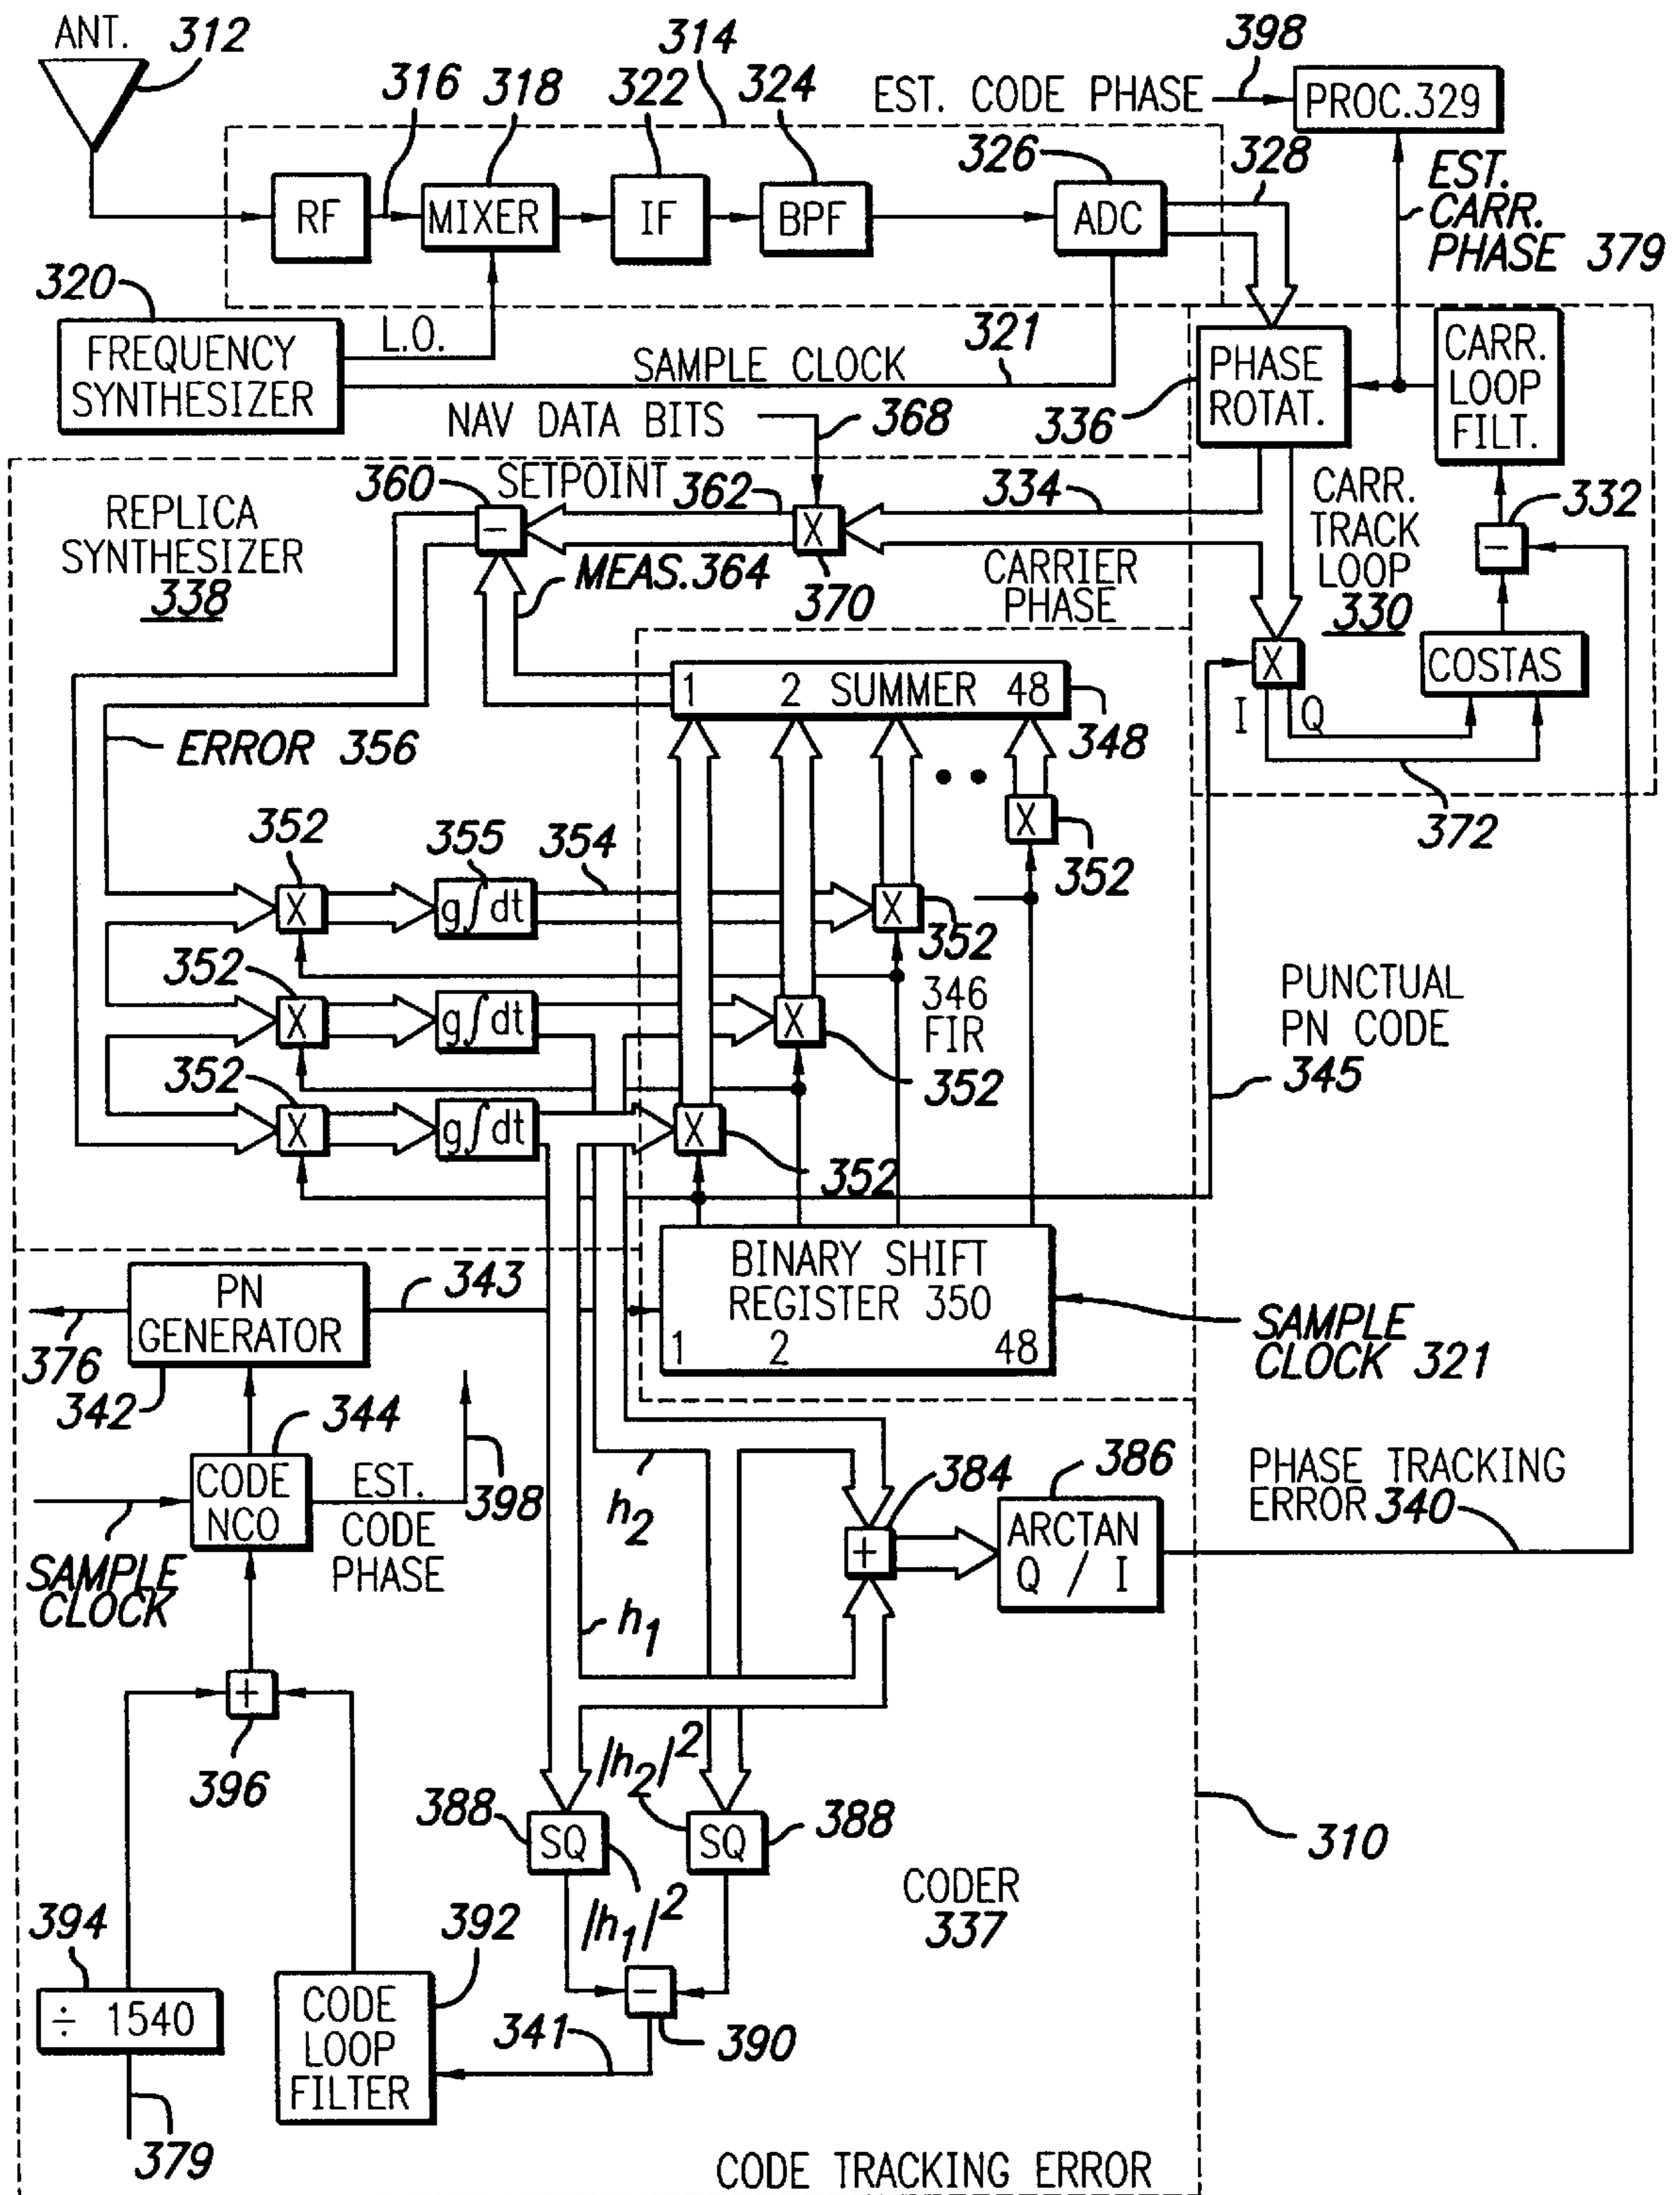 ANT.
312
316
318
314
322
324
EST. CODE PHASE
398
PROC.329
326
328
RF
MIXER
IF
BPF
ADC
EST.
CARR.
PHASE 379
320
FREQUENCY
SYNTHESIZER
L.O.
SAMPLE CLOCK
321
NAV DATA BITS
368
336
PHASE
ROTAT.
CARR.
LOOP
FILT.
REPLICA
SYNTHESIZER
338
360
SETPOINT
362
334
-
X
370
MEAS.364
CARRIER
PHASE
CARR.
TRACK
LOOP
330
332
-
X
COSTAS
I
Q
372
1 2 SUMMER 48
348
ERROR 356
X
352
352
355
354
X
g∫dt
X
352
352
X
g∫dt
X
346
FIR
352
352
X
g∫dt
X
352
PUNCTUAL
PN CODE
345
PN
GENERATOR
343
376
342
BINARY SHIFT
REGISTER 350
1 2 48
SAMPLE
CLOCK 321
344
CODE
NCO
EST.
CODE
PHASE
398
SAMPLE
CLOCK
h2
h1
384
+
386
ARCTAN
Q / I
PHASE TRACKING
ERROR 340
+
396
|h2|²
388
SQ
SQ
388
|h1|²
310
CODER
337
394
÷ 1540
379
392
CODE
LOOP
FILTER
341
-
390
CODE TRACKING ERROR